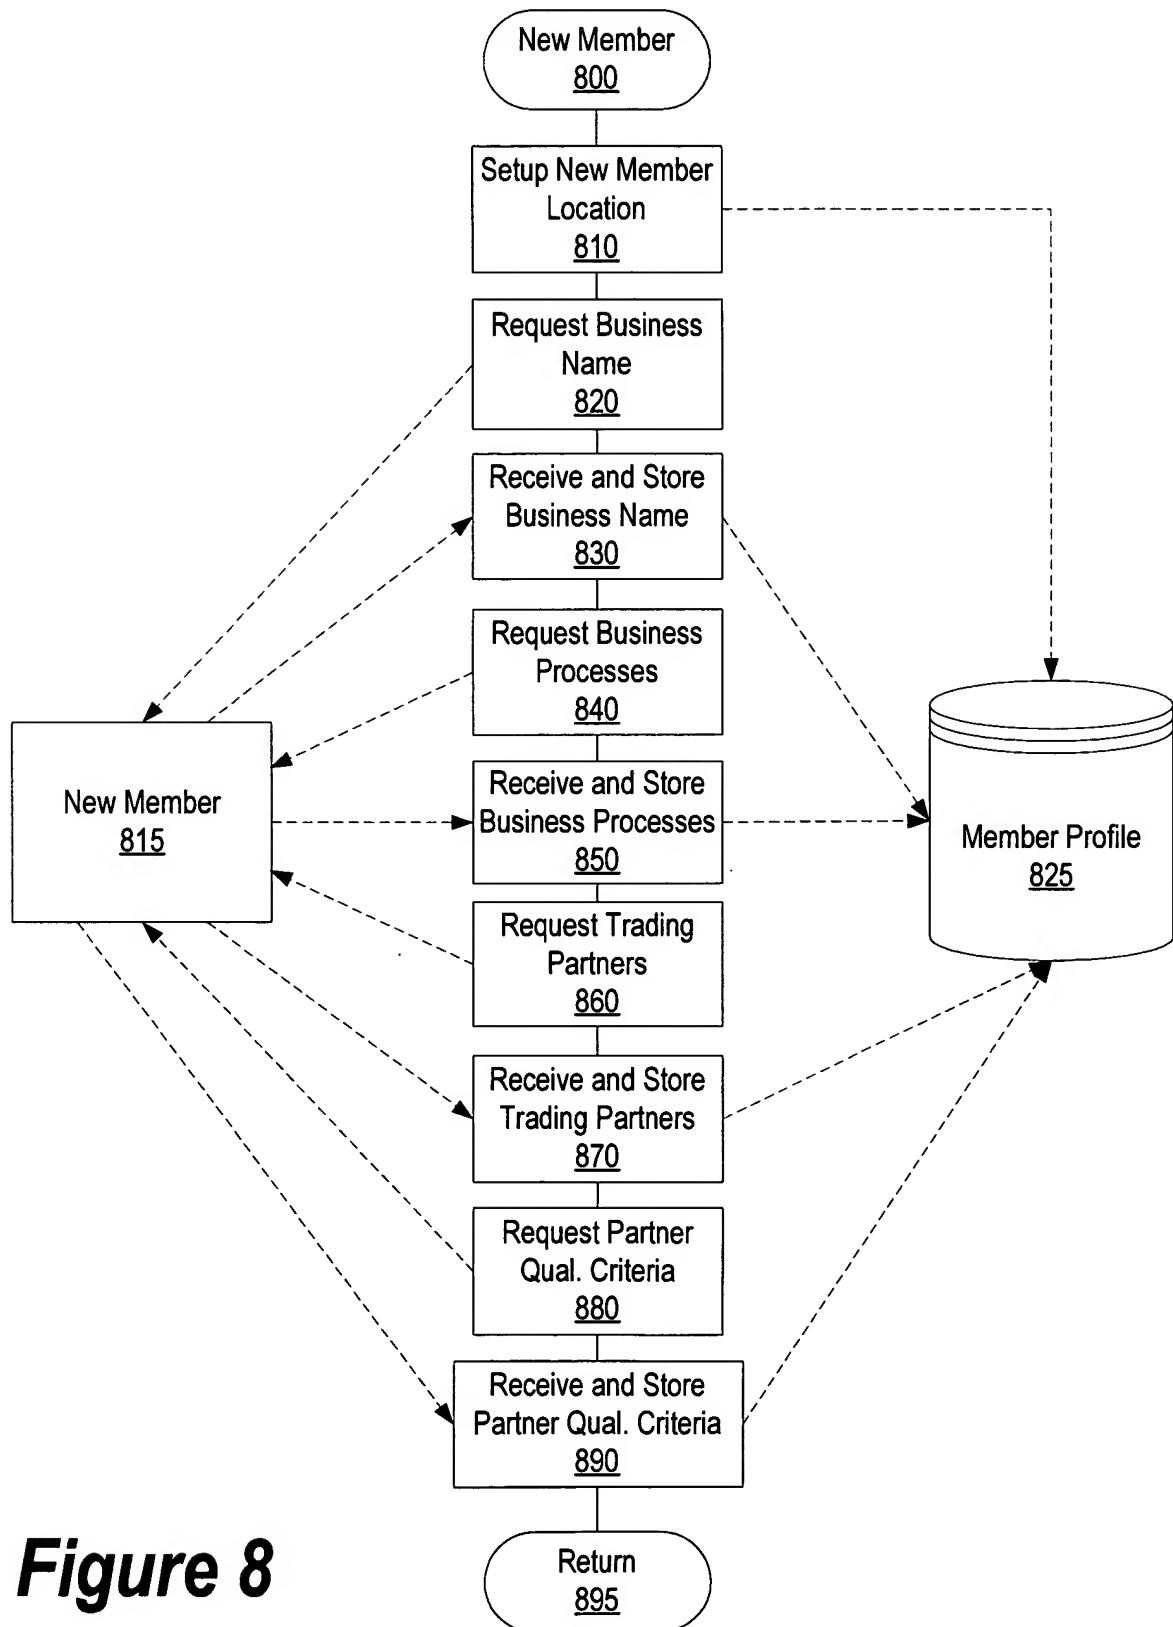 New Member
800
Setup New Member
Location
810
Request Business
Name
820
Receive and Store
Business Name
830
Request Business
Processes
840
New Member
815
Receive and Store
Business Processes
850
Member Profile
825
Request Trading
Partners
860
Receive and Store
Trading Partners
870
Request Partner
Qual. Criteria
880
Receive and Store
Partner Qual. Criteria
890
Return
895
Figure 8